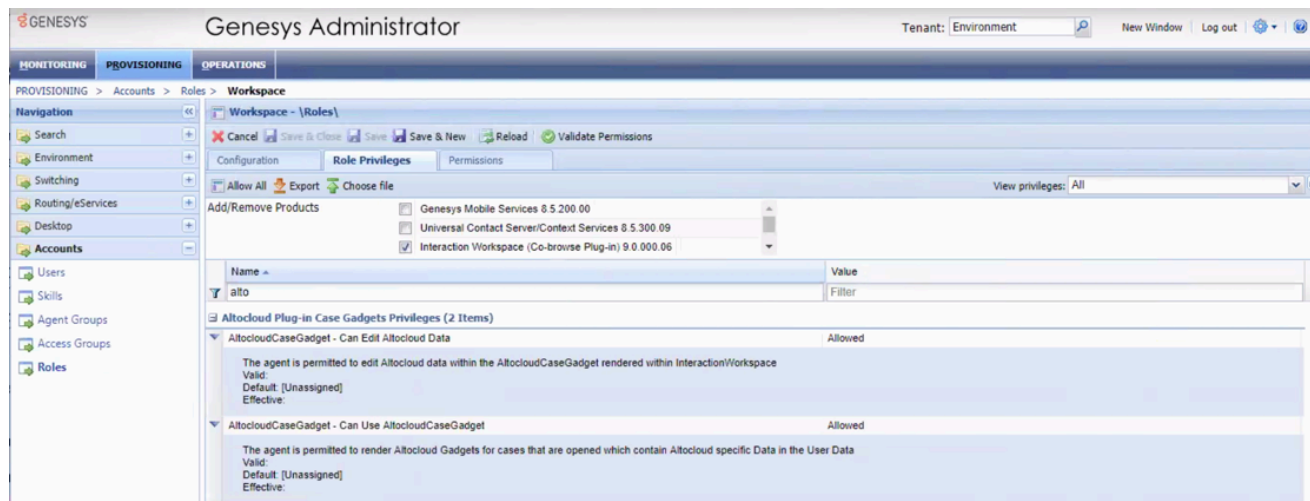 GENESYS
Genesys Administrator
Tenant: Environment
New Window Log out
MONITORING PROVISIONING OPERATIONS
PROVISIONING > Accounts > Roles > Workspace
Navigation
Workspace - \Roles\
Search
Cancel Save & Close Save Save & New Reload Validate Permissions
Environment
Configuration Role Privileges Permissions
Switching
Allow All Export Choose file
View privileges: All
Routing/eServices
Add/Remove Products
Genesys Mobile Services 8.5.200.00
Desktop
Universal Contact Server/Context Services 8.5.300.09
Accounts
Interaction Workspace (Co-browse Plug-in) 9.0.000.06
Users
Name Value
Skills
alto Filter
Agent Groups
Altocloud Plug-in Case Gadgets Privileges (2 Items)
Access Groups
AltocloudCaseGadget - Can Edit Altocloud Data Allowed
Roles
The agent is permitted to edit Altocloud data within the AltocloudCaseGadget rendered within InteractionWorkspace
Valid:
Default: [Unassigned]
Effective:
AltocloudCaseGadget - Can Use AltocloudCaseGadget Allowed
The agent is permitted to render Altocloud Gadgets for cases that are opened which contain Altocloud specific Data in the User Data
Valid:
Default: [Unassigned]
Effective: